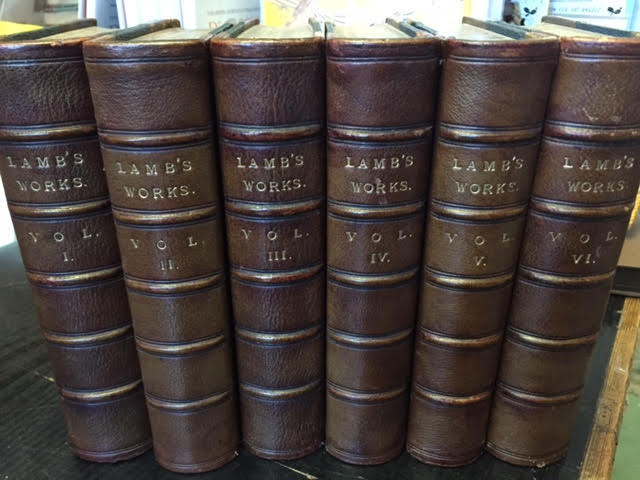 LAMB'S
WORKS.
VOL.
I.
LAMB'S
WORKS.
VOL.
II.
LAMB'S
WORKS.
VOL.
III.
LAMB'S
WORKS.
VOL.
IV.
LAMB'S
WORKS.
VOL.
V.
LAMB'S
WORKS.
VOL.
VI.